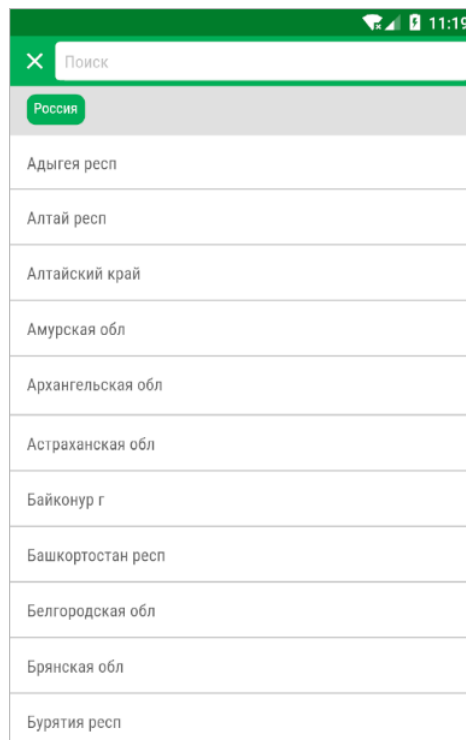 11:19
Поиск
Россия
Адыгея респ
Алтай респ
Алтайский край
Амурская обл
Архангельская обл
Астраханская обл
Байконур г
Башкортостан респ
Белгородская обл
Брянская обл
Бурятия респ